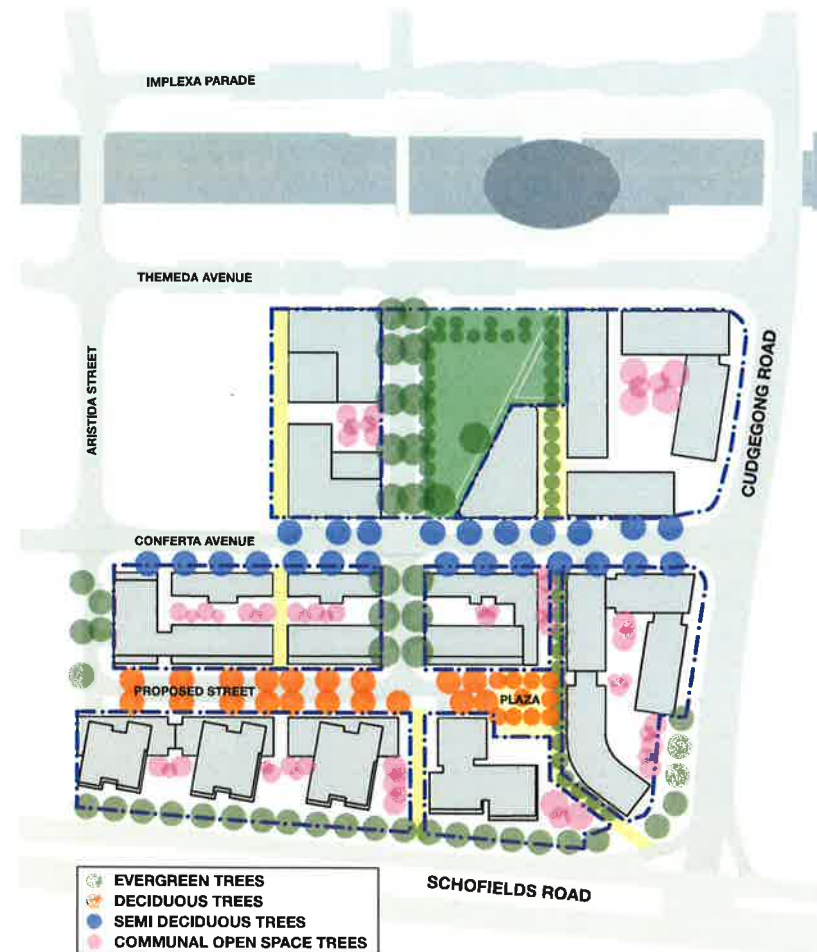 IMPLEXA PARADE
THEMEDA AVENUE
ARISTIDA STREET
CUDGEGONG ROAD
CONFERTA AVENUE
PROPOSED STREET
PLAZA
SCHOFIELDS ROAD
EVERGREEN TREES
DECIDUOUS TREES
SEMI DECIDUOUS TREES
COMMUNAL OPEN SPACE TREES